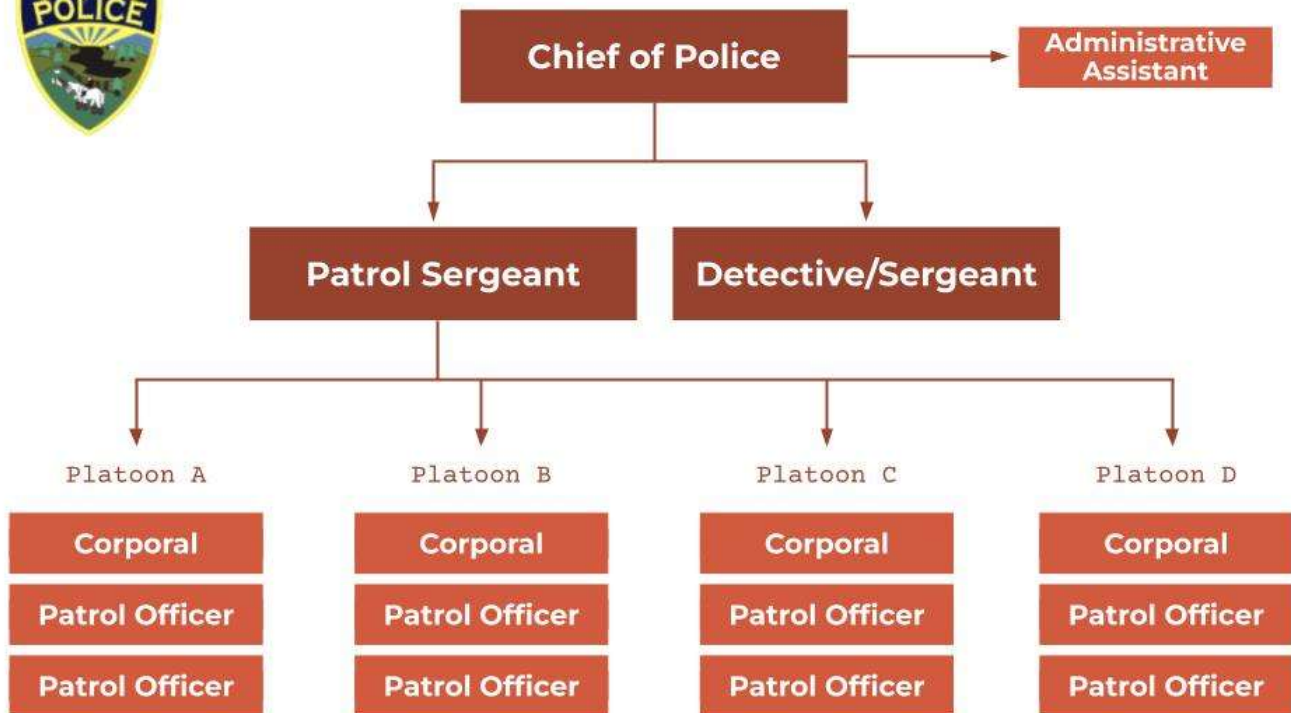 POLICE
Chief of Police
Administrative
Assistant
Patrol Sergeant
Detective/Sergeant
Platoon A
Platoon B
Platoon C
Platoon D
Corporal
Corporal
Corporal
Corporal
Patrol Officer
Patrol Officer
Patrol Officer
Patrol Officer
Patrol Officer
Patrol Officer
Patrol Officer
Patrol Officer